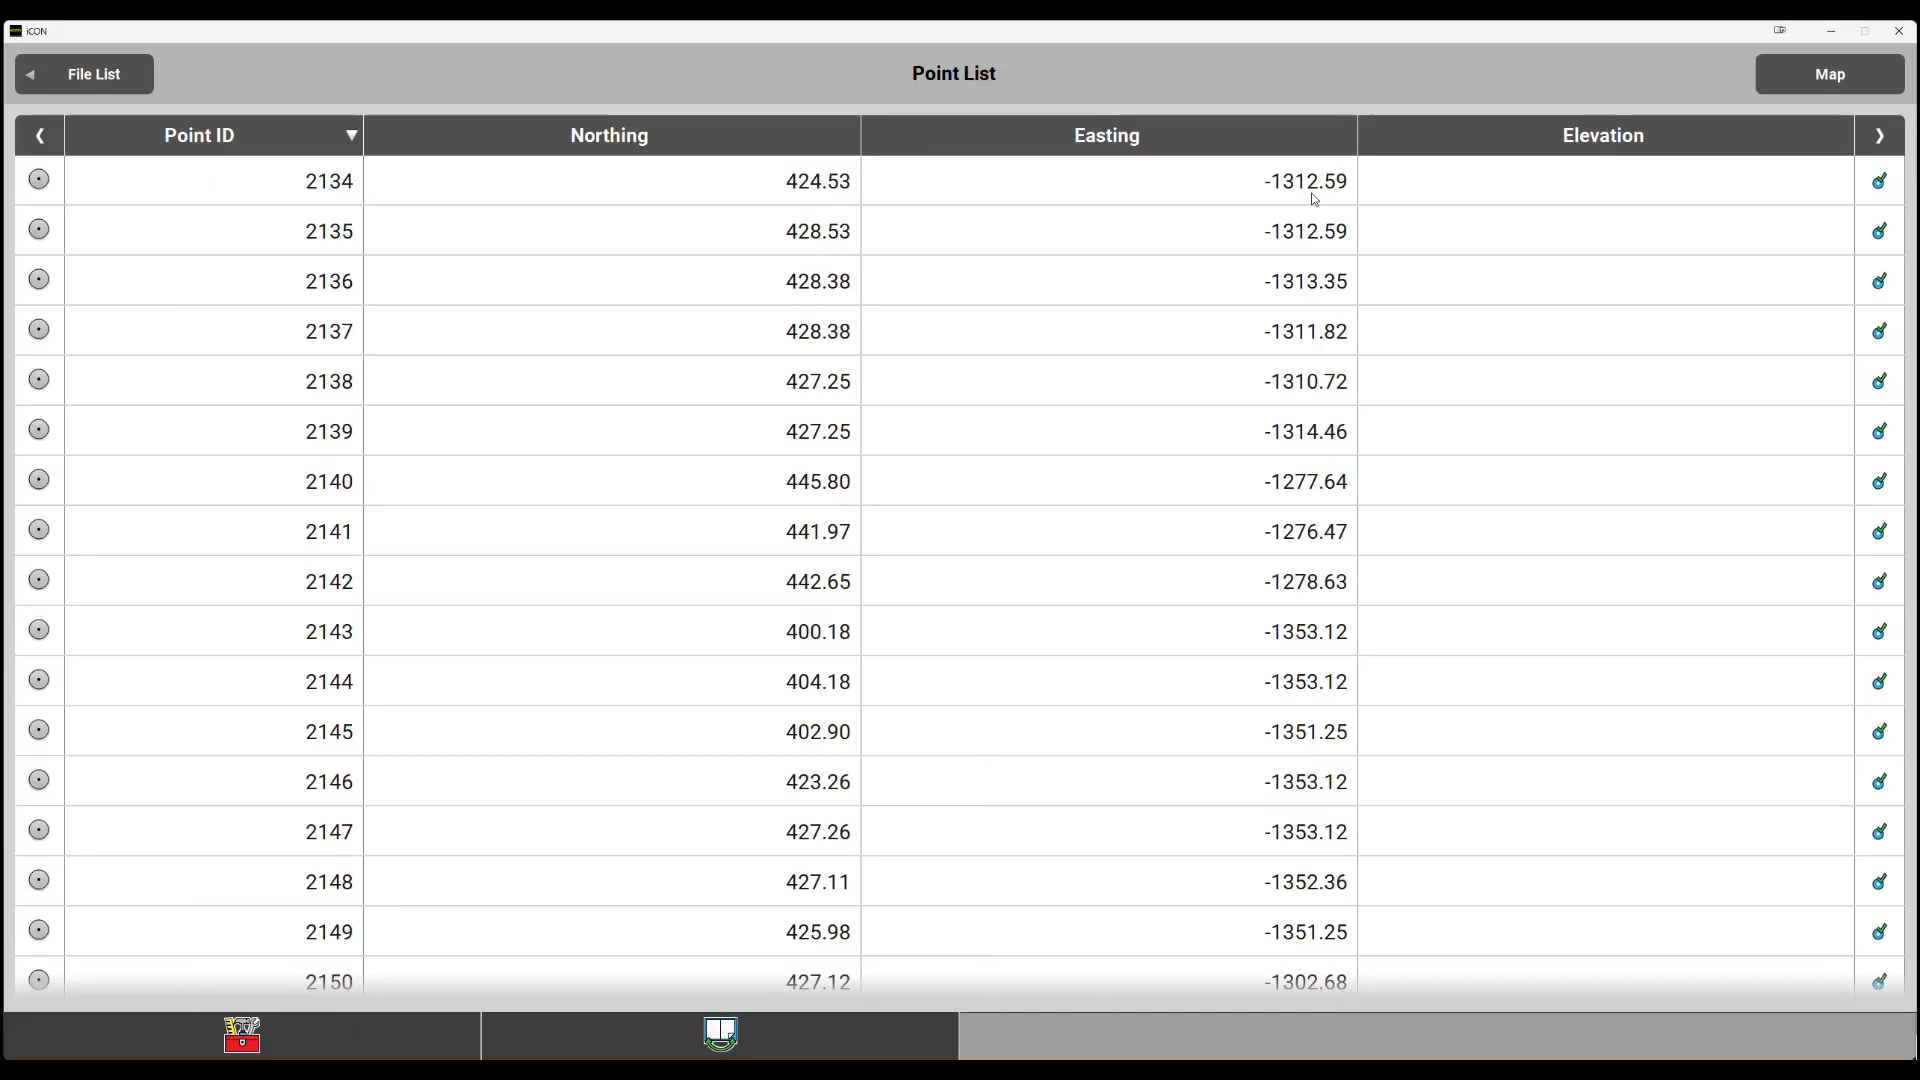 iCON
File List
Point List
Map
Point ID ▼ Northing Easting Elevation
2134 424.53 -1312.59
2135 428.53 -1312.59
2136 428.38 -1313.35
2137 428.38 -1311.82
2138 427.25 -1310.72
2139 427.25 -1314.46
2140 445.80 -1277.64
2141 441.97 -1276.47
2142 442.65 -1278.63
2143 400.18 -1353.12
2144 404.18 -1353.12
2145 402.90 -1351.25
2146 423.26 -1353.12
2147 427.26 -1353.12
2148 427.11 -1352.36
2149 425.98 -1351.25
2150 427.12 -1302.68